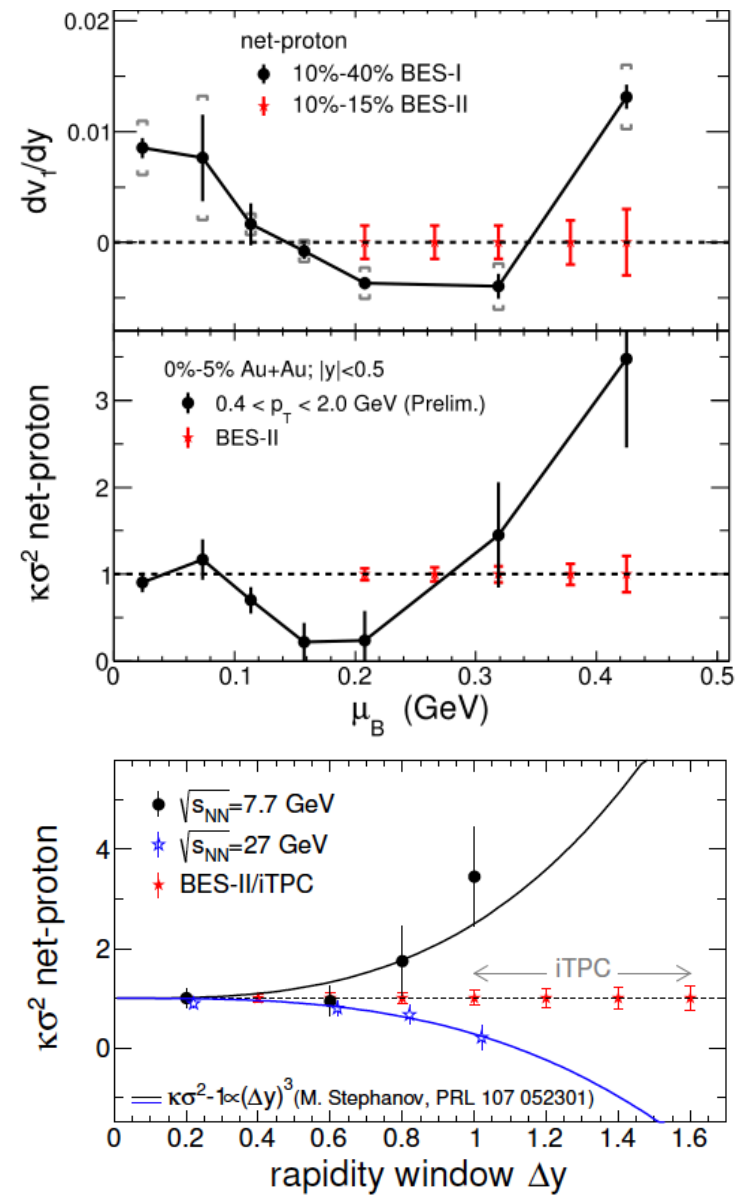 0.02
net-proton
10%-40% BES-I
10%-15% BES-II
0.01
dv₁/dy
0
0%-5% Au+Au; |y|<0.5
3
0.4 < p_T < 2.0 GeV (Prelim.)
BES-II
2
κσ² net-proton
1
0
0 0.1 0.2 0.3 0.4 0.5
μ_B (GeV)
√s_NN=7.7 GeV
√s_NN=27 GeV
4
BES-II/iTPC
κσ² net-proton
2
iTPC
0
κσ²-1∝(Δy)³(M. Stephanov, PRL 107 052301)
0 0.2 0.4 0.6 0.8 1 1.2 1.4 1.6
rapidity window Δy